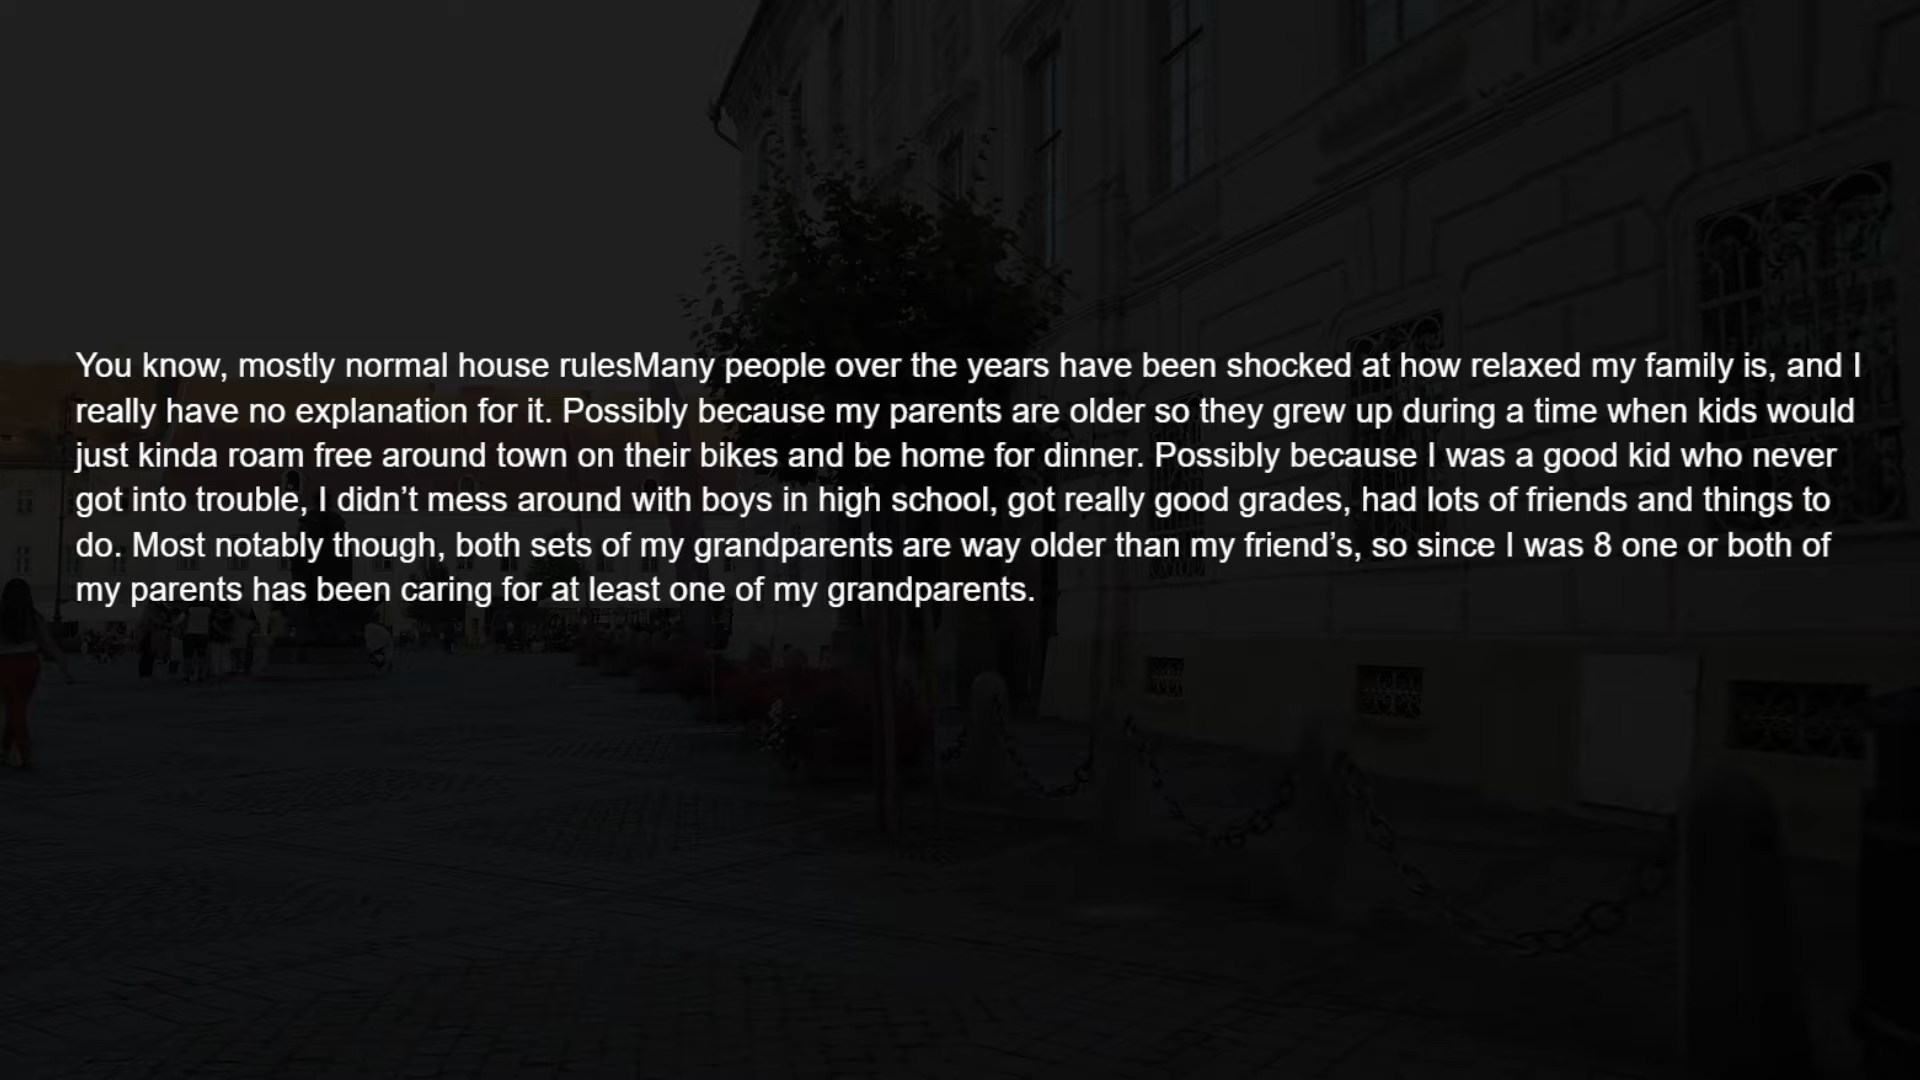 You know, mostly normal house rulesMany people over the years have been shocked at how relaxed my family is, and I
really have no explanation for it. Possibly because my parents are older so they grew up during a time when kids would
just kinda roam free around town on their bikes and be home for dinner. Possibly because I was a good kid who never
got into trouble, I didn’t mess around with boys in high school, got really good grades, had lots of friends and things to
do. Most notably though, both sets of my grandparents are way older than my friend’s, so since I was 8 one or both of
my parents has been caring for at least one of my grandparents.